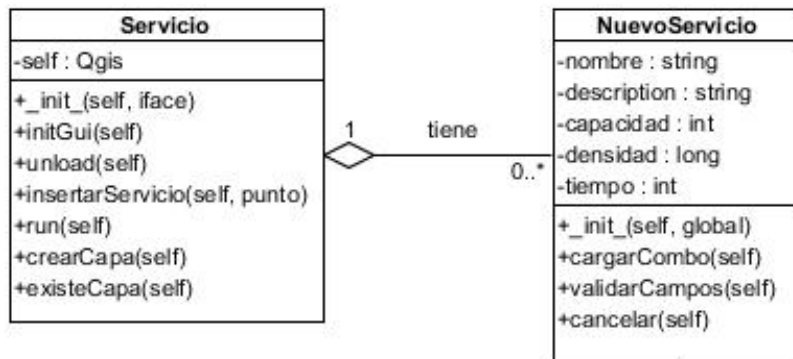 Servicio
-self : Qgis
+_init_(self, iface)
+initGui(self)
+unload(self)
+insertarServicio(self, punto)
+run(self)
+crearCapa(self)
+existeCapa(self)
1
tiene
0..*
NuevoServicio
-nombre : string
-description : string
-capacidad : int
-densidad : long
-tiempo : int
+_init_(self, global)
+cargarCombo(self)
+validarCampos(self)
+cancelar(self)